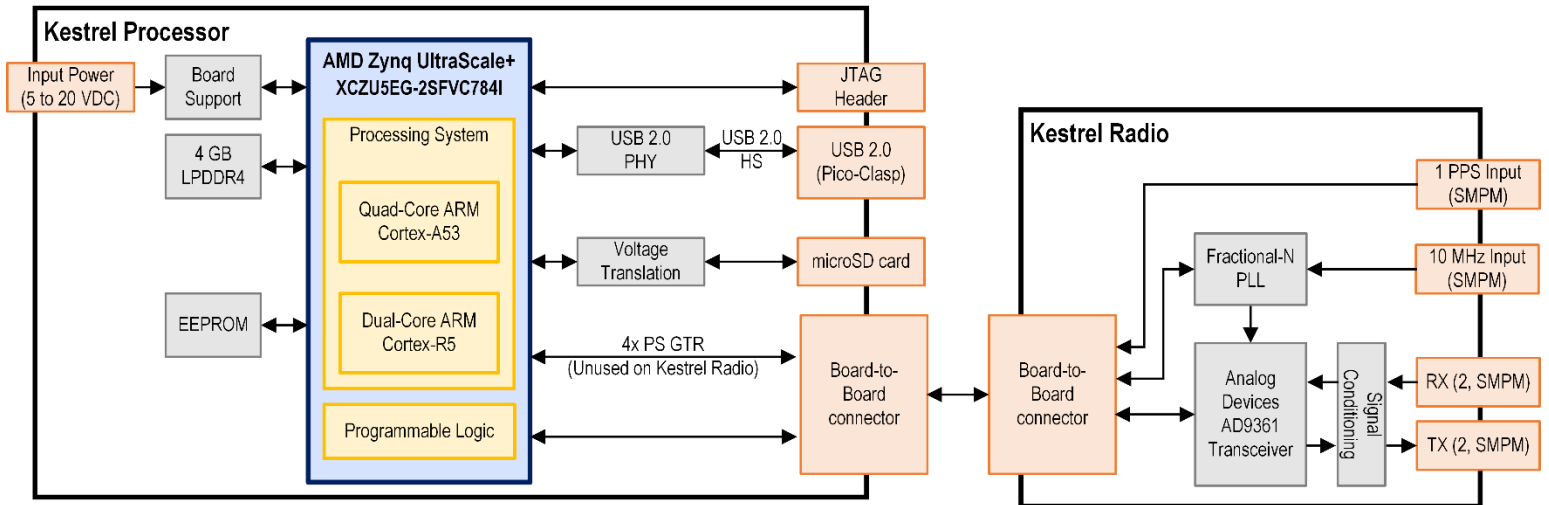 Kestrel Processor
Input Power
(5 to 20 VDC)
Board
Support
4 GB
LPDDR4
EEPROM
AMD Zynq UltraScale+
XCZU5EG-2SFVC784I
Processing System
Quad-Core ARM
Cortex-A53
Dual-Core ARM
Cortex-R5
Programmable Logic
JTAG
Header
USB 2.0
PHY
USB 2.0
HS
USB 2.0
(Pico-Clasp)
Voltage
Translation
microSD card
4x PS GTR
(Unused on Kestrel Radio)
Board-to-
Board
connector
Kestrel Radio
Board-to-
Board
connector
1 PPS Input
(SMPM)
Fractional-N
PLL
10 MHz Input
(SMPM)
Analog
Devices
AD9361
Transceiver
Signal
Conditioning
RX (2, SMPM)
TX (2, SMPM)